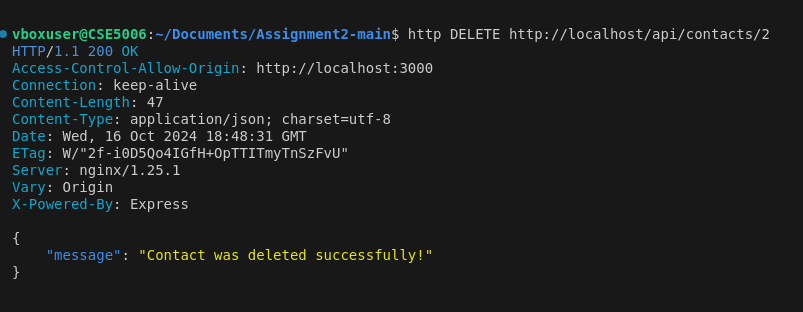 vboxuser@CSE5006:~/Documents/Assignment2-main$ http DELETE http://localhost/api/contacts/2
HTTP/1.1 200 OK
Access-Control-Allow-Origin: http://localhost:3000
Connection: keep-alive
Content-Length: 47
Content-Type: application/json; charset=utf-8
Date: Wed, 16 Oct 2024 18:48:31 GMT
ETag: W/"2f-i0D5Qo4IGfH+OpTTITmyTnSzFvU"
Server: nginx/1.25.1
Vary: Origin
X-Powered-By: Express
{
    "message": "Contact was deleted successfully!"
}